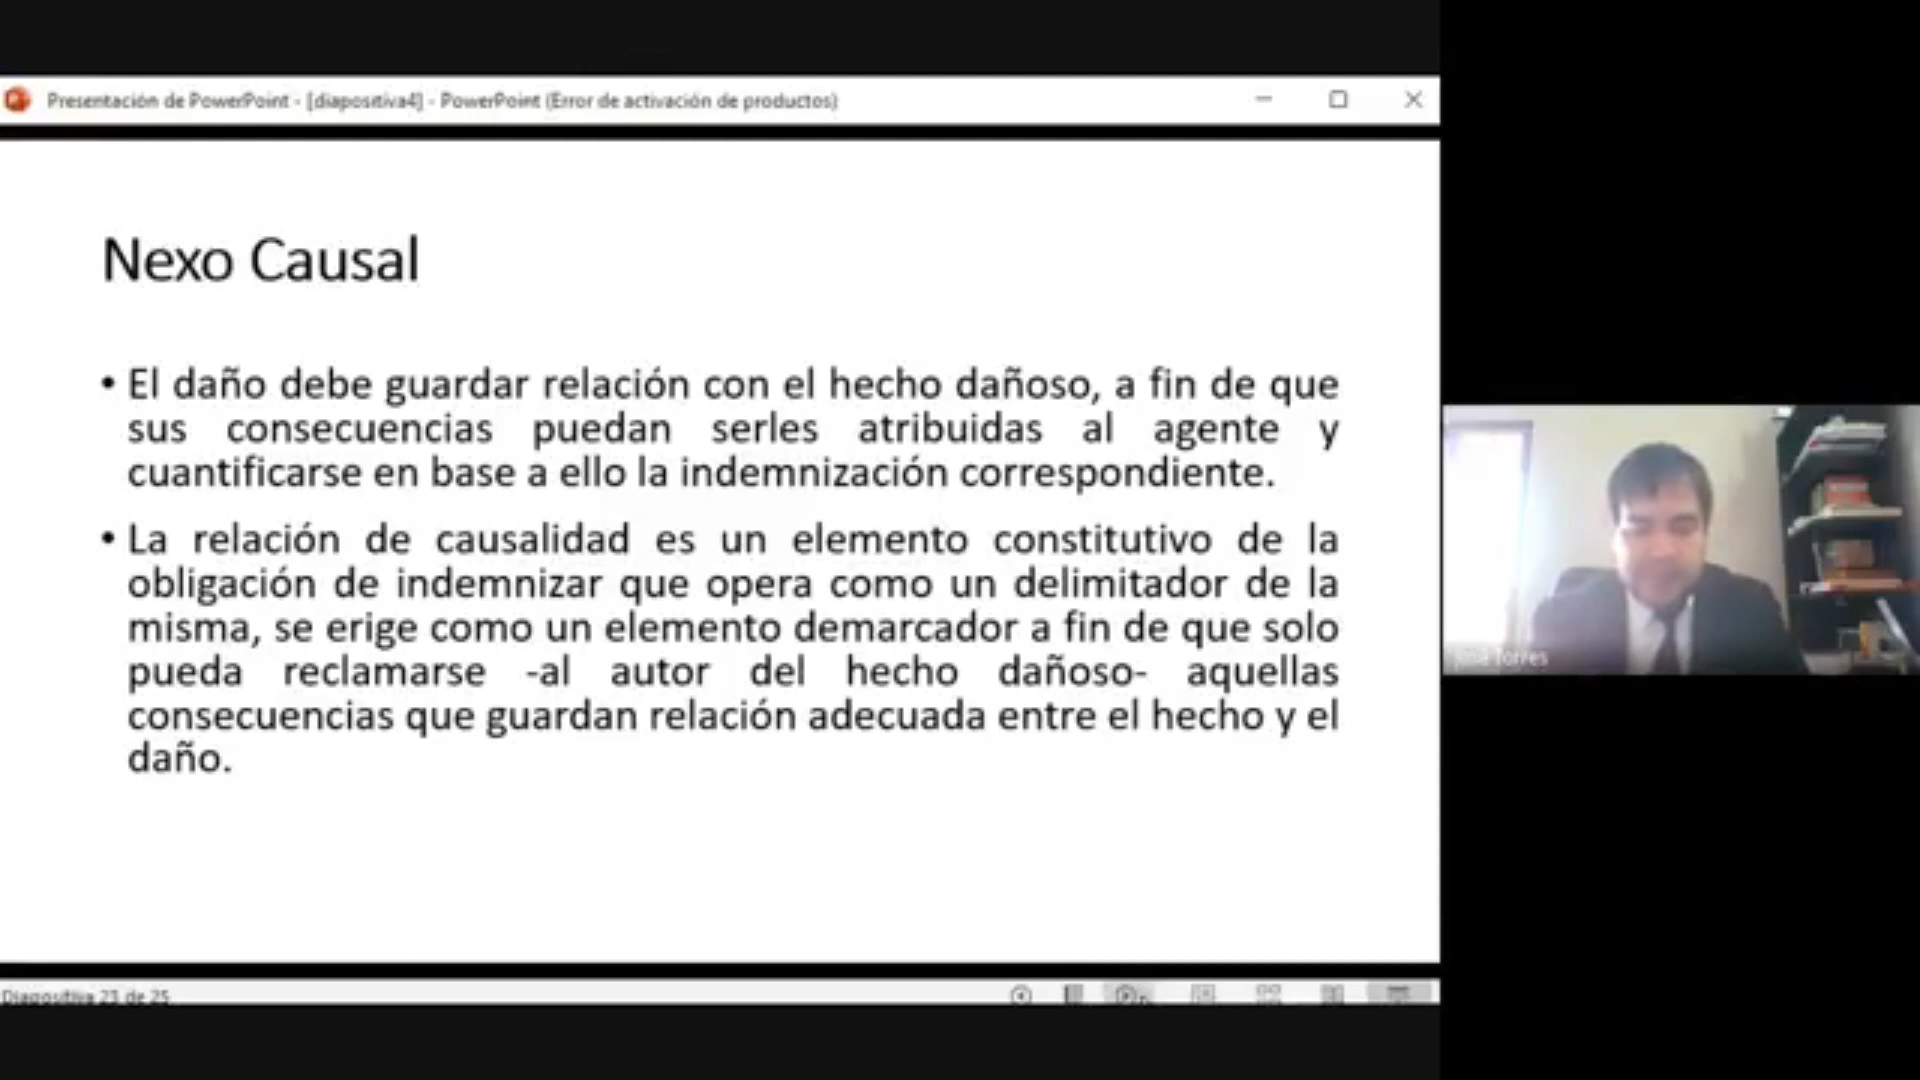 Presentación de PowerPoint - [diapositiva4] - PowerPoint (Error de activación de productos)
Nexo Causal
• El daño debe guardar relación con el hecho dañoso, a fin de que
sus consecuencias puedan serles atribuidas al agente y
cuantificarse en base a ello la indemnización correspondiente.
• La relación de causalidad es un elemento constitutivo de la
obligación de indemnizar que opera como un delimitador de la
misma, se erige como un elemento demarcador a fin de que solo
pueda reclamarse -al autor del hecho dañoso- aquellas
consecuencias que guardan relación adecuada entre el hecho y el
daño.
Torres
Diapositiva 23 de 25